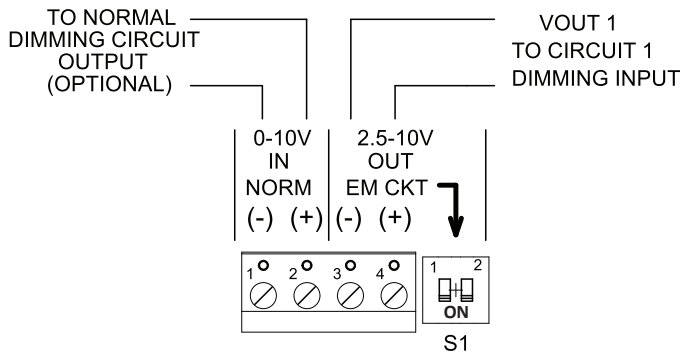 TO NORMAL
DIMMING CIRCUIT
OUTPUT
(OPTIONAL)
VOUT 1
TO CIRCUIT 1
DIMMING INPUT
0-10V
IN
NORM
(-) (+)
2.5-10V
OUT
EM CKT
(-) (+)
1 2 3 4
1 2
ON
S1